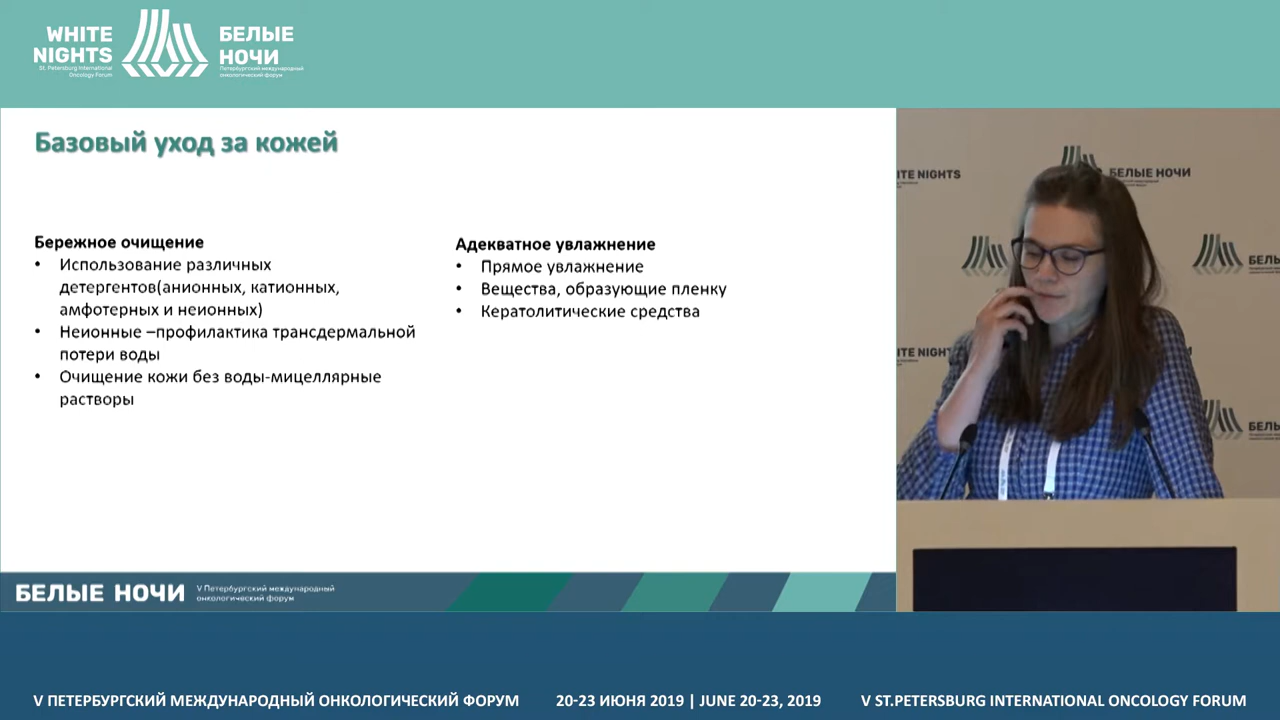 WHITE
NIGHTS
St. Petersburg International
Oncology Forum
БЕЛЫЕ
НОЧИ
Петербургский международный
онкологический форум
Базовый уход за кожей
Бережное очищение
• Использование различных
детергентов(анионных, катионных,
амфотерных и неионных)
• Неионные –профилактика трансдермальной
потери воды
• Очищение кожи без воды-мицеллярные
растворы
Адекватное увлажнение
• Прямое увлажнение
• Вещества, образующие пленку
• Кератолитические средства
ITE NIGHTS
БЕЛЫЕ НОЧИ
БЕЛЬ
ITE NIGHT
БЕЛЫ
БЕЛЫЕ НОЧИ
V Петербургский международный
онкологический форум
V ПЕТЕРБУРГСКИЙ МЕЖДУНАРОДНЫЙ ОНКОЛОГИЧЕСКИЙ ФОРУМ
20-23 ИЮНЯ 2019 | JUNE 20-23, 2019
V ST.PETERSBURG INTERNATIONAL ONCOLOGY FORUM